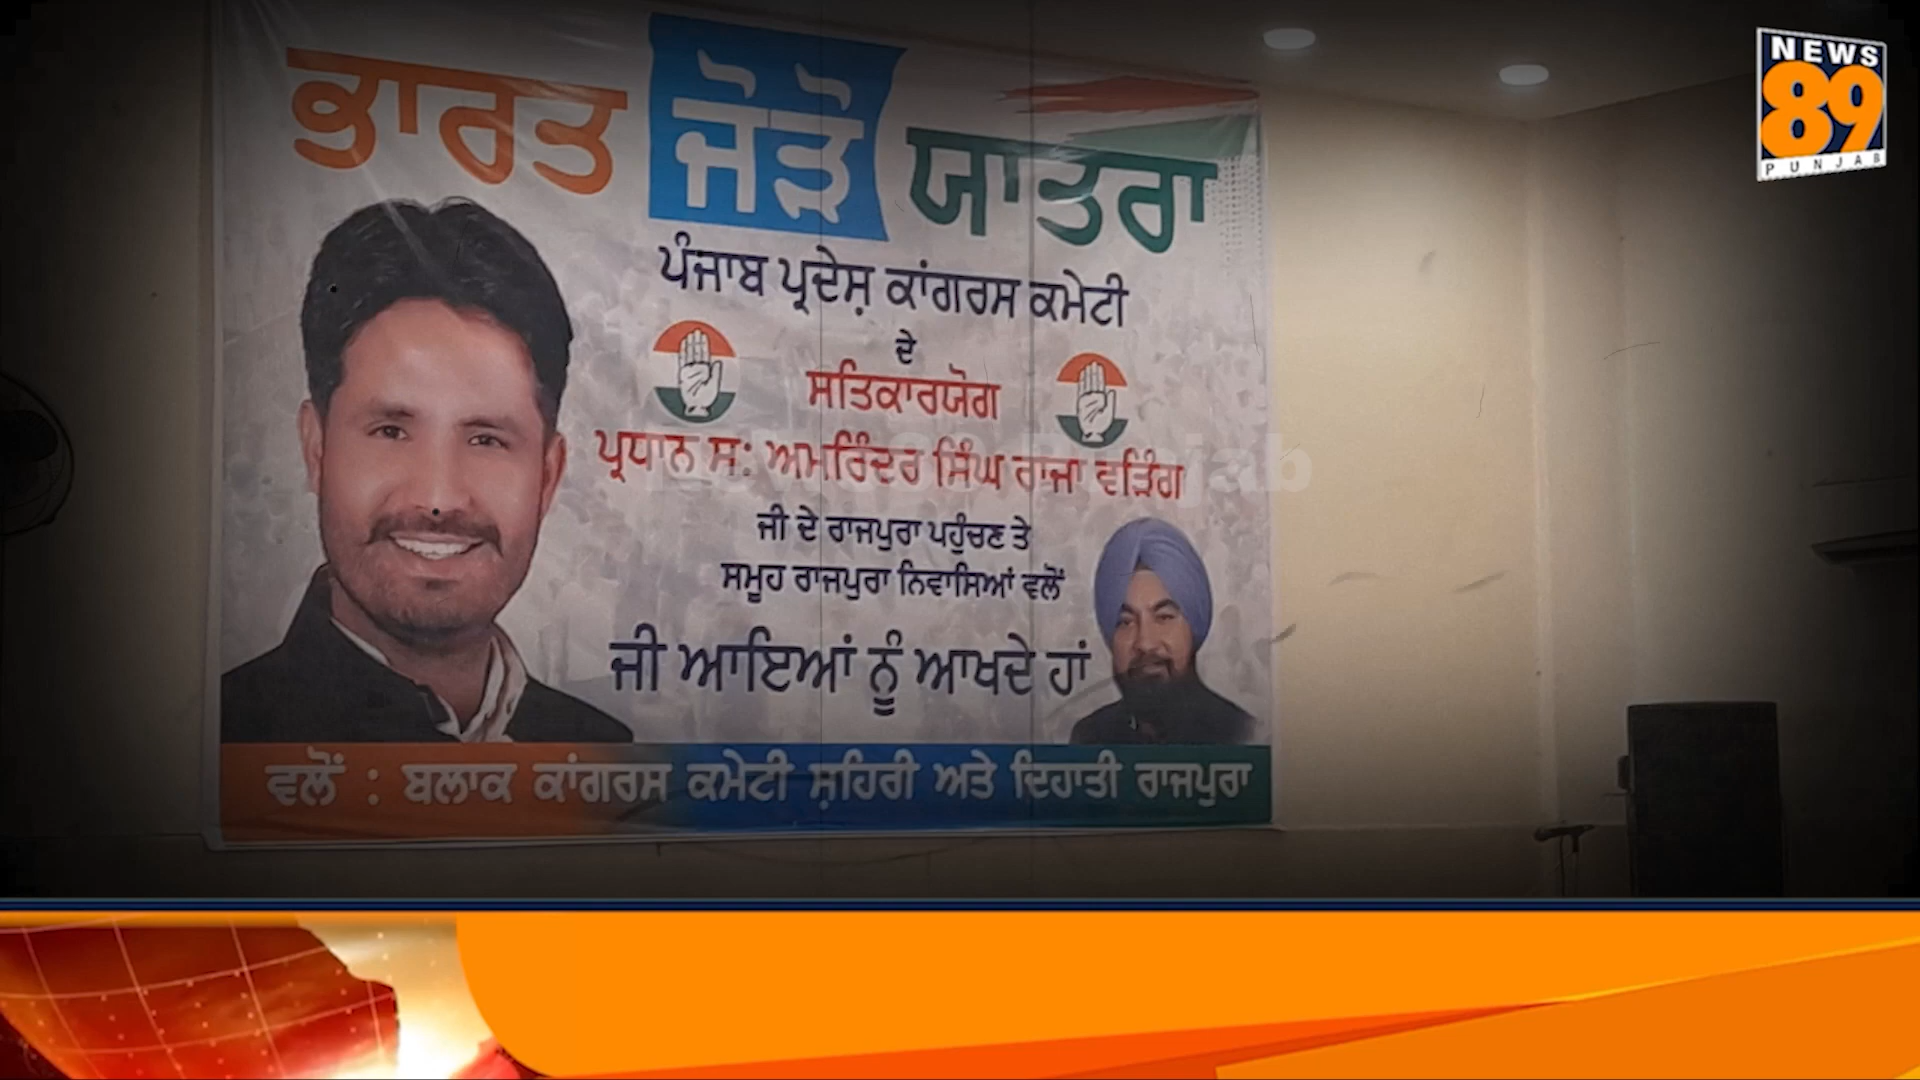 NEWS
89
PUNJAB
ਭਾਰਤ ਜੋੜੋ ਯਾਤਰਾ
ਪੰਜਾਬ ਪ੍ਰਦੇਸ਼ ਕਾਂਗਰਸ ਕਮੇਟੀ
ਦੇ
ਸਤਿਕਾਰਯੋਗ
ਪ੍ਰਧਾਨ ਸ: ਅਮਰਿੰਦਰ ਸਿੰਘ ਰਾਜਾ ਵੜਿੰਗ
ਜੀ ਦੇ ਰਾਜਪੁਰਾ ਪਹੁੰਚਣ ਤੇ
ਸਮੂਹ ਰਾਜਪੁਰਾ ਨਿਵਾਸਿਆਂ ਵਲੋਂ
ਜੀ ਆਇਆਂ ਨੂੰ ਆਖਦੇ ਹਾਂ
ਵਲੋਂ : ਬਲਾਕ ਕਾਂਗਰਸ ਕਮੇਟੀ ਸ਼ਹਿਰੀ ਅਤੇ ਦਿਹਾਤੀ ਰਾਜਪੁਰਾ